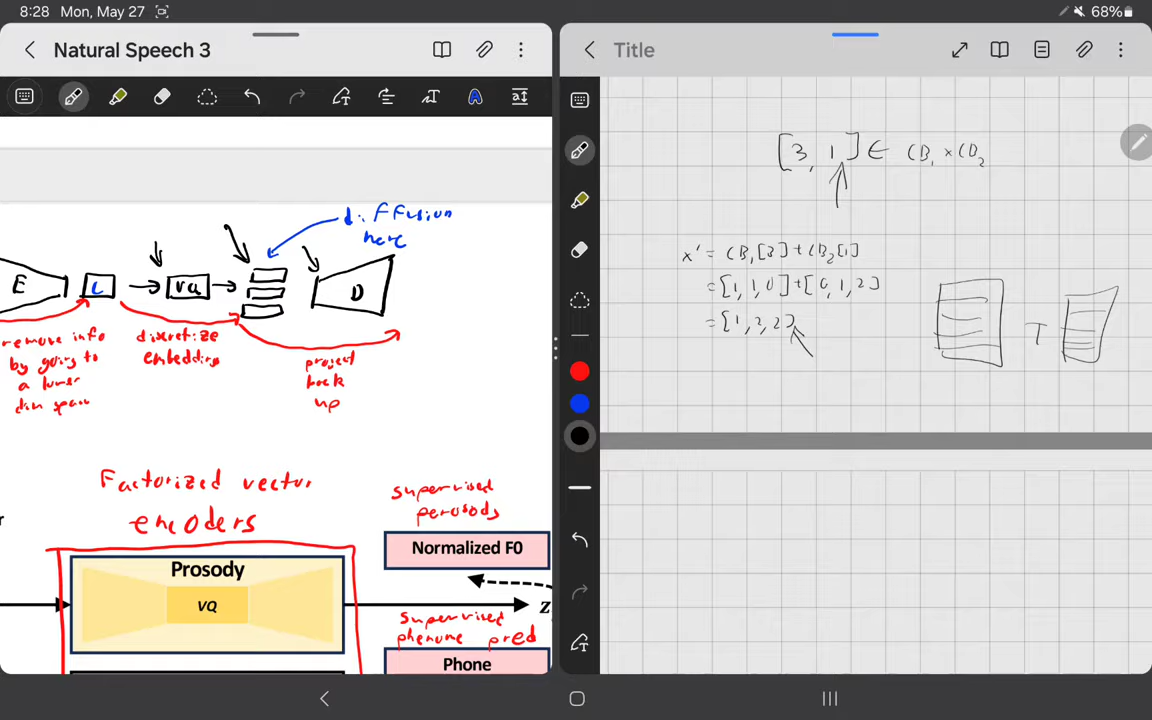 8:28 Mon, May 27
68%
Natural Speech 3
diffusion
here
E
L
VQ
D
remove info
by going to
a lower
dim space
discretize
embedding
project
back
up
Factorized vector
encoders
Prosody
VQ
supervised
perosody
Normalized F0
z
supervised
phenome pred
Phone
Title
[3, 1] ∈ CB₁ × CB₂
x' = CB₁[3] + CB₂[1]
= [1, 1, 0] + [0, 1, 2]
= [1, 2, 2]
T